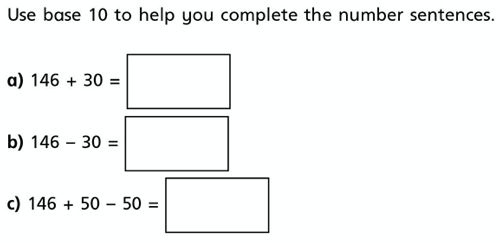 Use base 10 to help you complete the number sentences.
a) 146 + 30 =
b) 146 – 30 =
c) 146 + 50 – 50 =